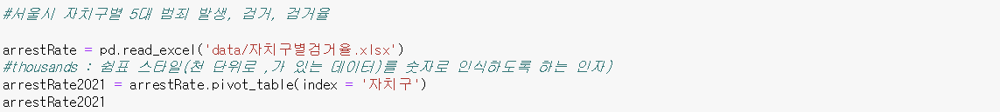 #서울시 자치구별 5대 범죄 발생, 검거, 검거율
arrestRate = pd.read_excel('data/자치구별검거율.xlsx')
#thousands : 쉼표 스타일(천 단위로 ,가 있는 데이터)를 숫자로 인식하도록 하는 인자)
arrestRate2021 = arrestRate.pivot_table(index = '자치구')
arrestRate2021